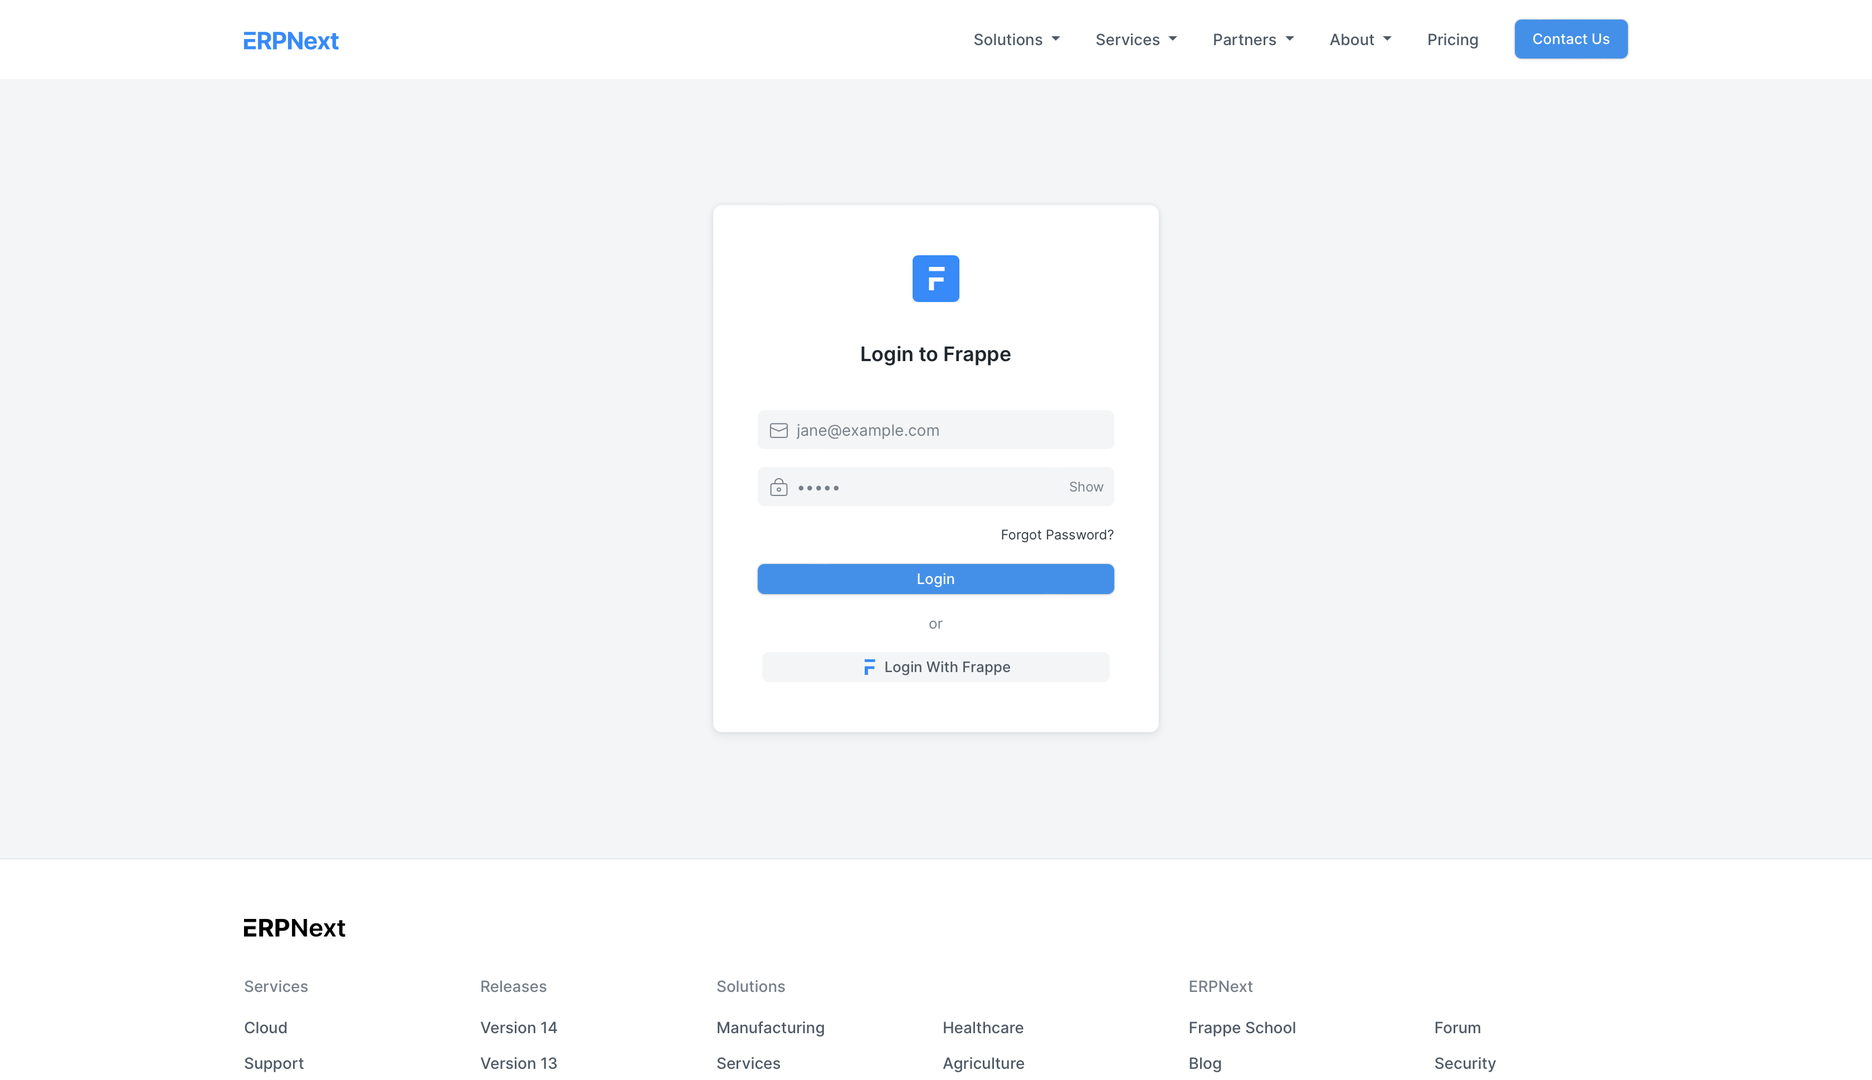 ERPNext
Solutions
Services
Partners
About
Pricing
Contact Us
Login to Frappe
jane@example.com
•••••
Show
Forgot Password?
Login
or
Login With Frappe
ERPNext
Services Releases Solutions ERPNext
Cloud Version 14 Manufacturing Healthcare Frappe School Forum
Support Version 13 Services Agriculture Blog Security